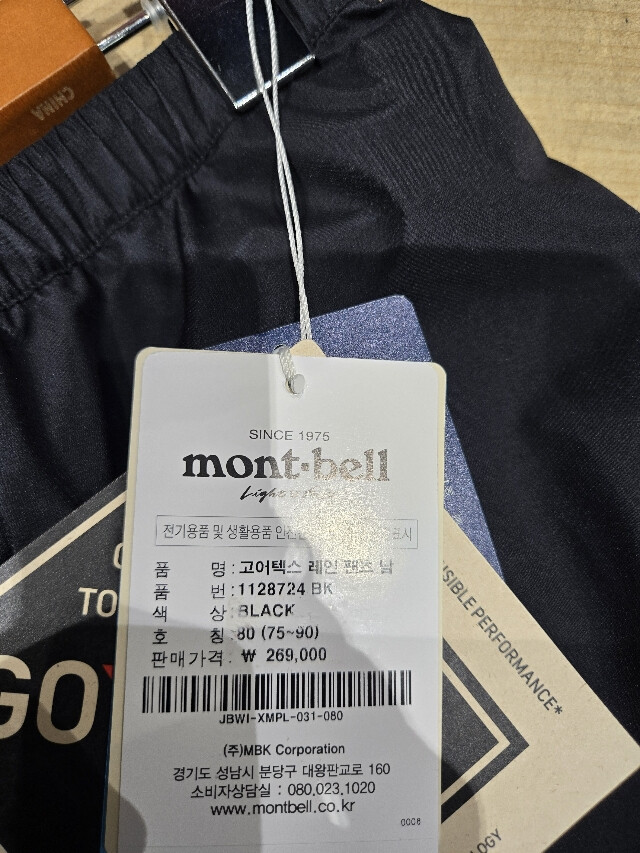 CHINA
SINCE 1975
mont·bell
전기용품 및 생활용품
품 명 : 고어텍스 레인 팬츠 남
품 번 : 1128724 BK
색 상 : BLACK
호 칭 : 80 (75~90)
판매가격 : ₩ 269,000
JBWI-XMPL-031-080
(주)MBK Corporation
경기도 성남시 분당구 대왕판교로 160
소비자상담실 : 080.023.1020
www.montbell.co.kr
0006
TO
GO
PERFORMANCE*